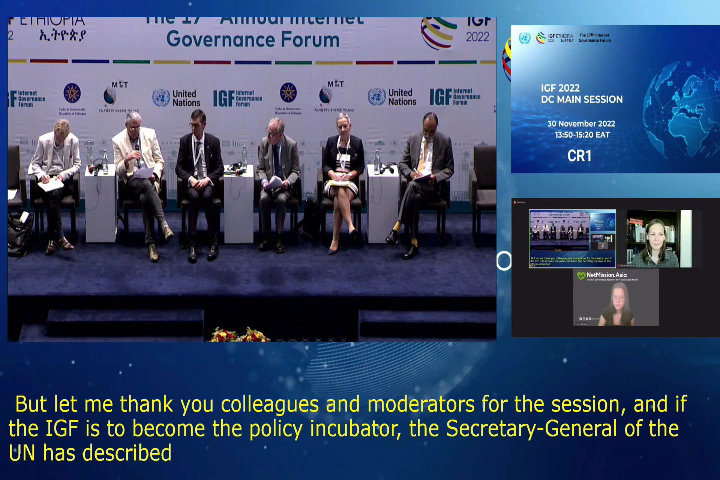 The 17th Annual Internet
Governance Forum
ETHIOPIA
ኢትዮጵያ
IGF
2022
United
Nations
IGF Internet
Governance
Forum
United
Nations
IGF Internet
Governance
Forum
IGF 2022
DC MAIN SESSION
30 November 2022
13:50-15:20 EAT
CR1
NetMission.Asia
But let me thank you colleagues and moderators for the session, and if
the IGF is to become the policy incubator, the Secretary-General of the
UN has described